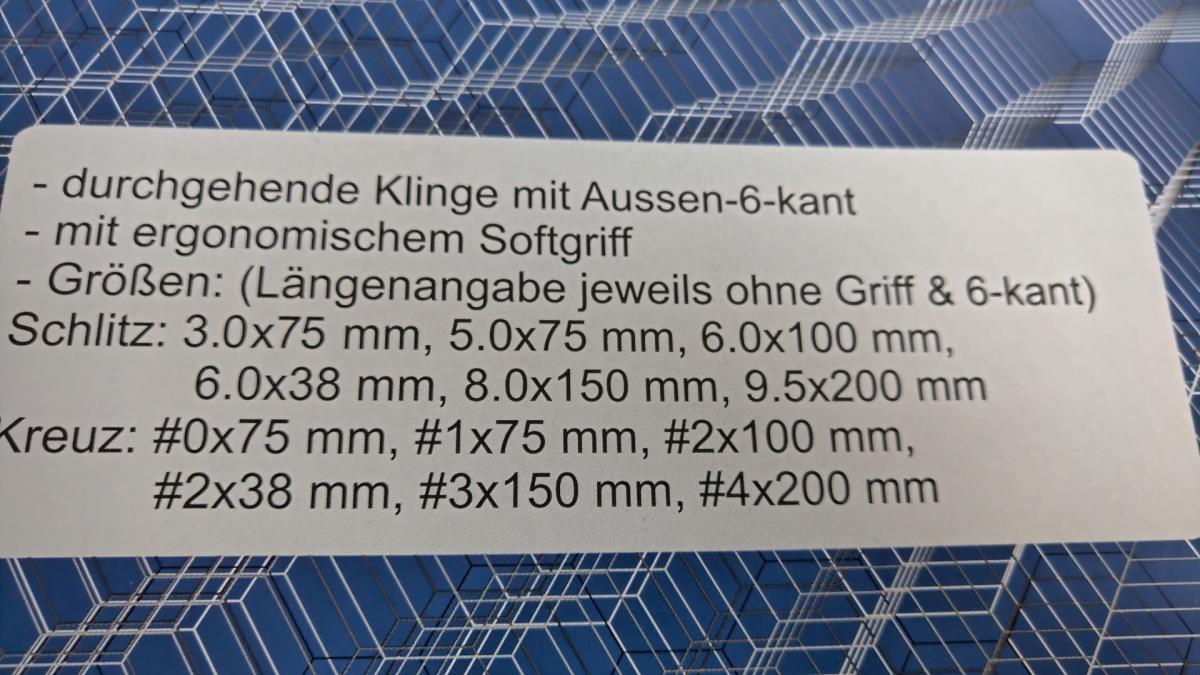 - durchgehende Klinge mit Aussen-6-kant
- mit ergonomischem Softgriff
- Größen: (Längenangabe jeweils ohne Griff & 6-kant)
Schlitz: 3.0x75 mm, 5.0x75 mm, 6.0x100 mm,
6.0x38 mm, 8.0x150 mm, 9.5x200 mm
Kreuz: #0x75 mm, #1x75 mm, #2x100 mm,
#2x38 mm, #3x150 mm, #4x200 mm